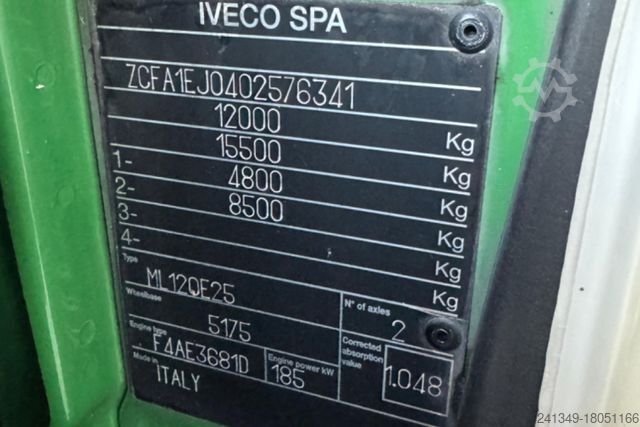 IVECO SPA
ZCFA1EJ0402576341
12000 Kg
15500 Kg
1- 4800 Kg
2- 8500 Kg
3- Kg
4- Kg
Type ML120E25
Wheelbase 5175
N° of axles 2
Engine type F4AE3681D
Engine power kW 185
Corrected absorption value 1.048
Made in ITALY
241349-18051166